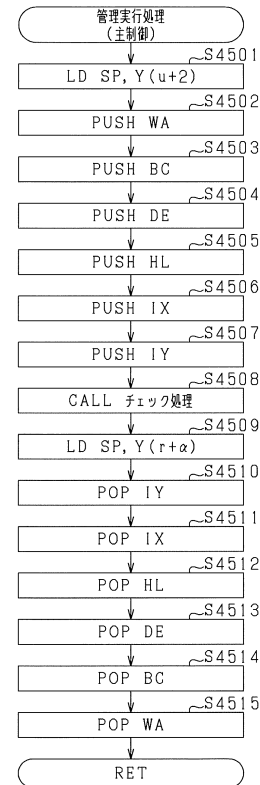 管理実行処理
(主制御)
S4501
LD SP,Y(u+2)
S4502
PUSH WA
S4503
PUSH BC
S4504
PUSH DE
S4505
PUSH HL
S4506
PUSH IX
S4507
PUSH IY
S4508
CALL チェック処理
S4509
LD SP,Y(r+α)
S4510
POP IY
S4511
POP IX
S4512
POP HL
S4513
POP DE
S4514
POP BC
S4515
POP WA
RET